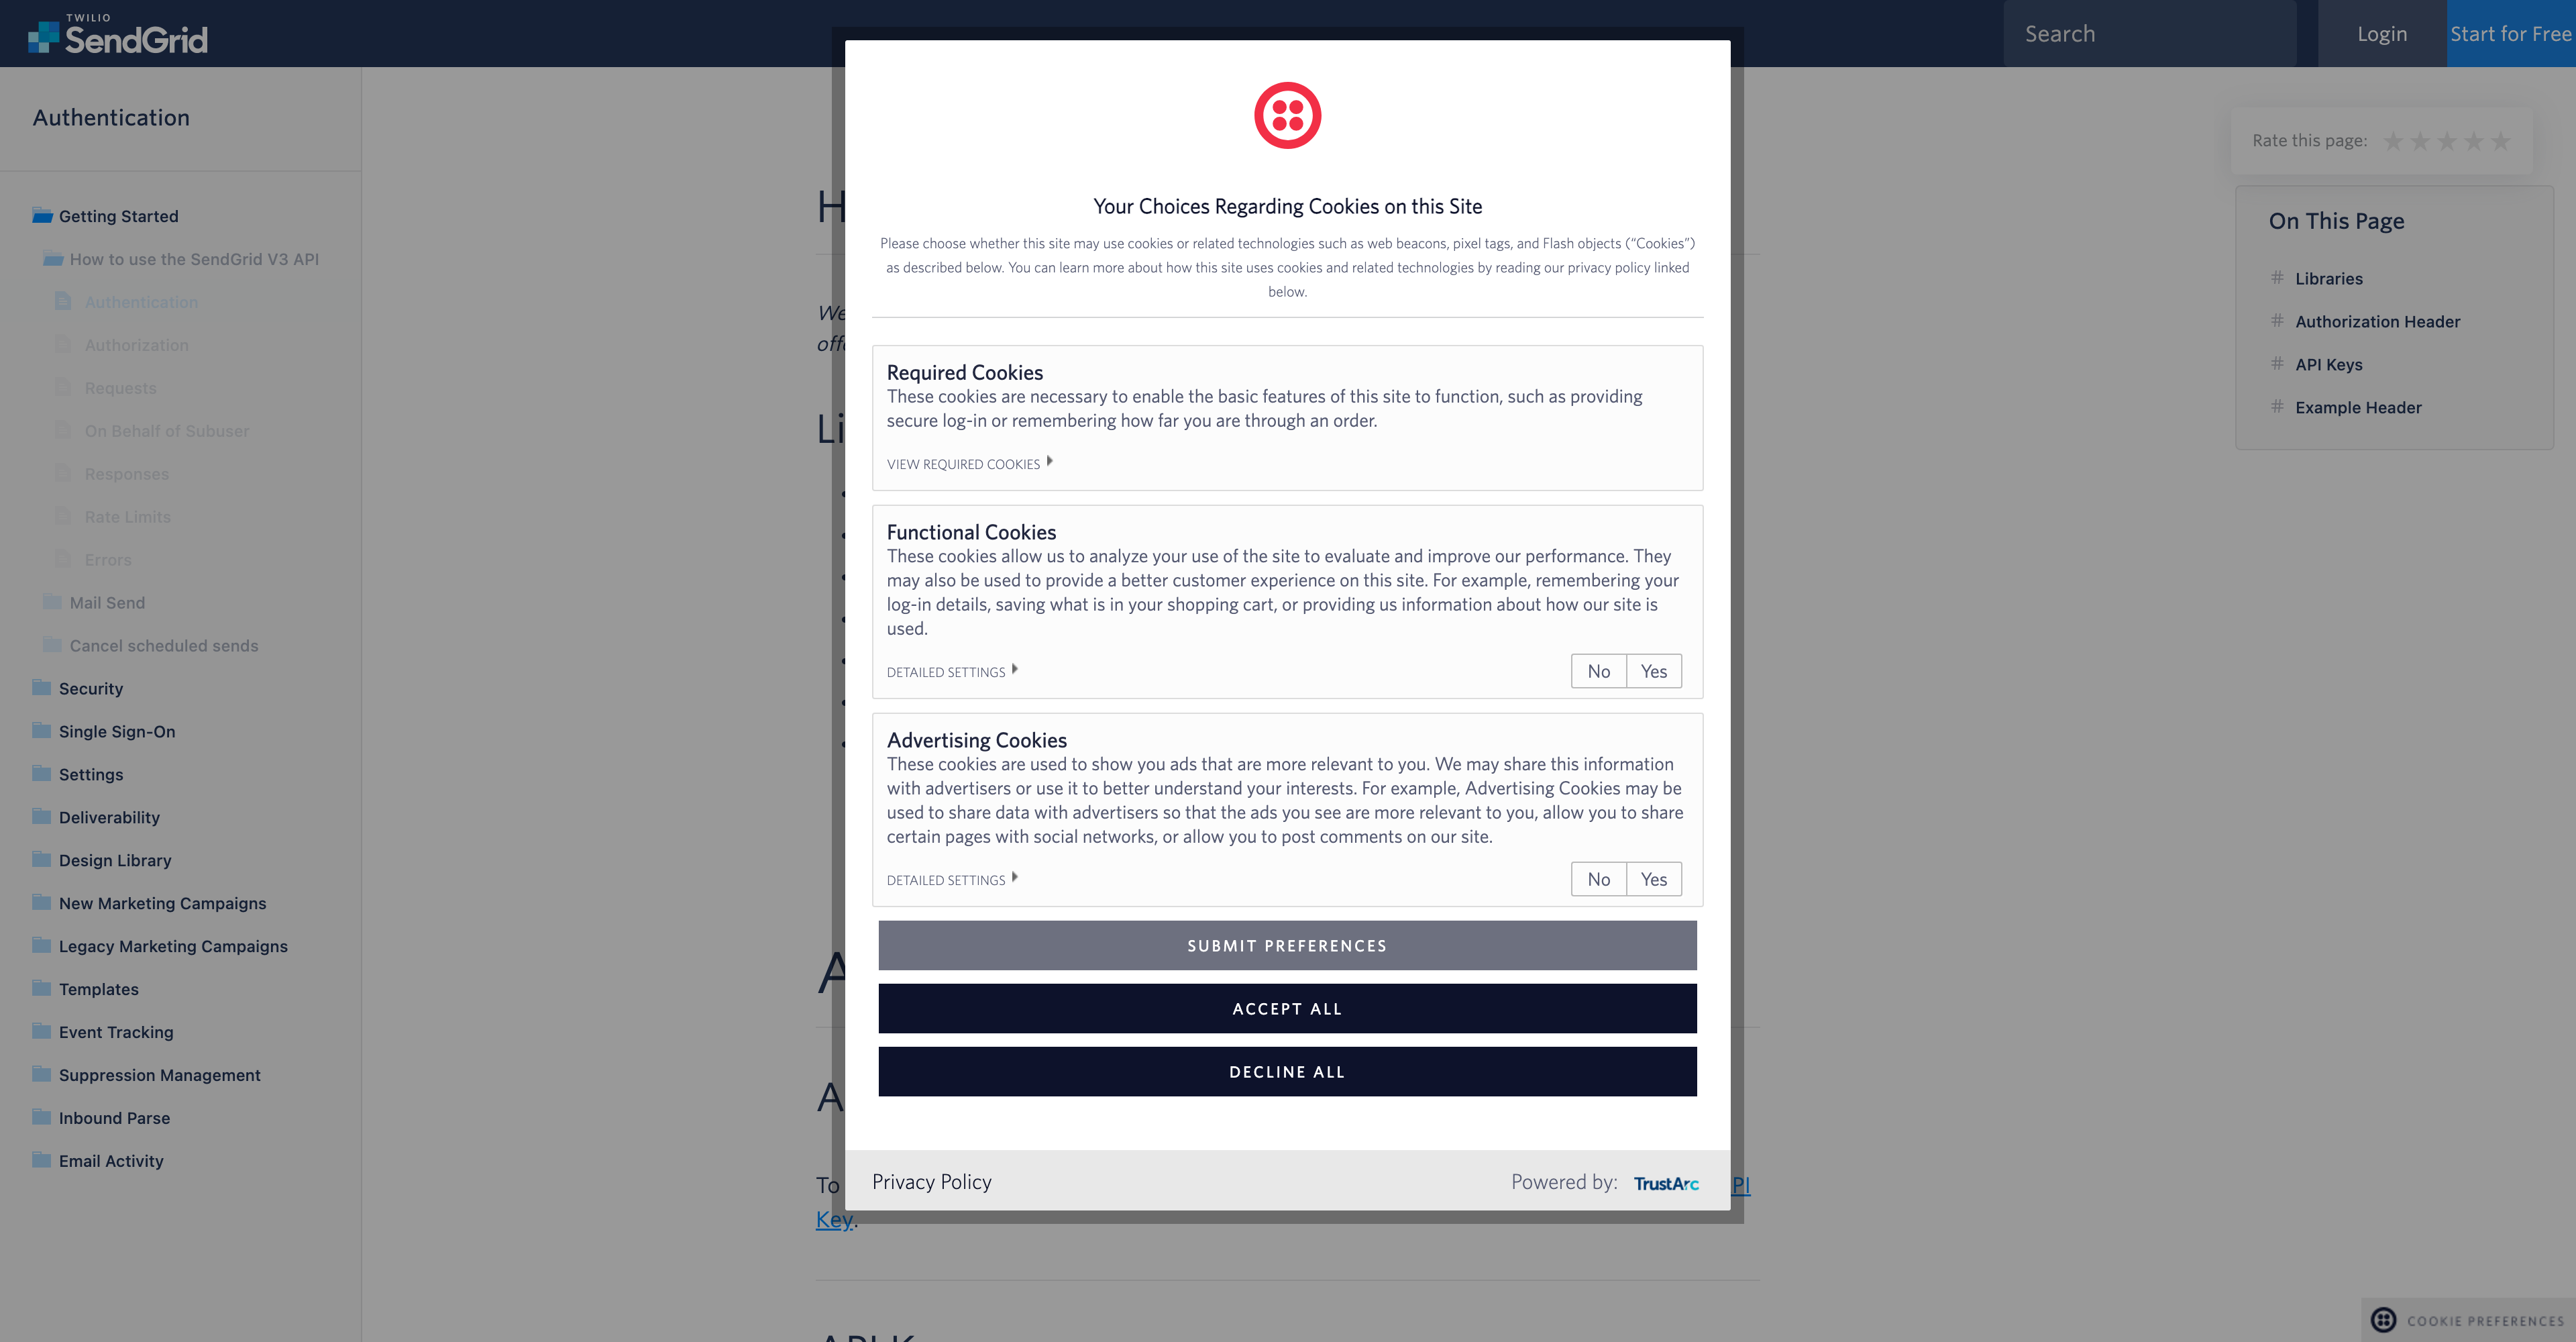 TWILIO
SendGrid
Search
Login
Start for Free
Authentication
Getting Started
How to use the SendGrid V3 API
Authentication
Authorization
Requests
On Behalf of Subuser
Responses
Rate Limits
Errors
Mail Send
Cancel scheduled sends
Security
Single Sign-On
Settings
Deliverability
Design Library
New Marketing Campaigns
Legacy Marketing Campaigns
Templates
Event Tracking
Suppression Management
Inbound Parse
Email Activity
Your Choices Regarding Cookies on this Site
Please choose whether this site may use cookies or related technologies such as web beacons, pixel tags, and Flash objects (“Cookies”)
as described below. You can learn more about how this site uses cookies and related technologies by reading our privacy policy linked
below.
Required Cookies
These cookies are necessary to enable the basic features of this site to function, such as providing
secure log-in or remembering how far you are through an order.
VIEW REQUIRED COOKIES
Functional Cookies
These cookies allow us to analyze your use of the site to evaluate and improve our performance. They
may also be used to provide a better customer experience on this site. For example, remembering your
log-in details, saving what is in your shopping cart, or providing us information about how our site is
used.
DETAILED SETTINGS
No
Yes
Advertising Cookies
These cookies are used to show you ads that are more relevant to you. We may share this information
with advertisers or use it to better understand your interests. For example, Advertising Cookies may be
used to share data with advertisers so that the ads you see are more relevant to you, allow you to share
certain pages with social networks, or allow you to post comments on our site.
DETAILED SETTINGS
No
Yes
SUBMIT PREFERENCES
ACCEPT ALL
DECLINE ALL
Privacy Policy
Powered by: TrustArc
To
Key.
Rate this page:
On This Page
# Libraries
# Authorization Header
# API Keys
# Example Header
COOKIE PREFERENCES